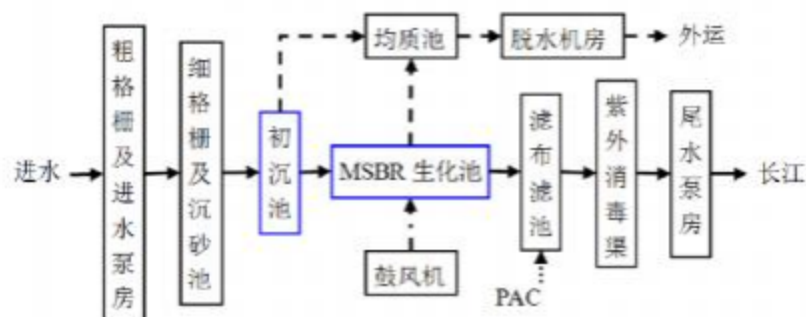 均质池
脱水机房
外运
进水
粗格栅及进水泵房
细格栅及沉砂池
初沉池
MSBR 生化池
滤布滤池
紫外消毒渠
尾水泵房
长江
鼓风机
PAC